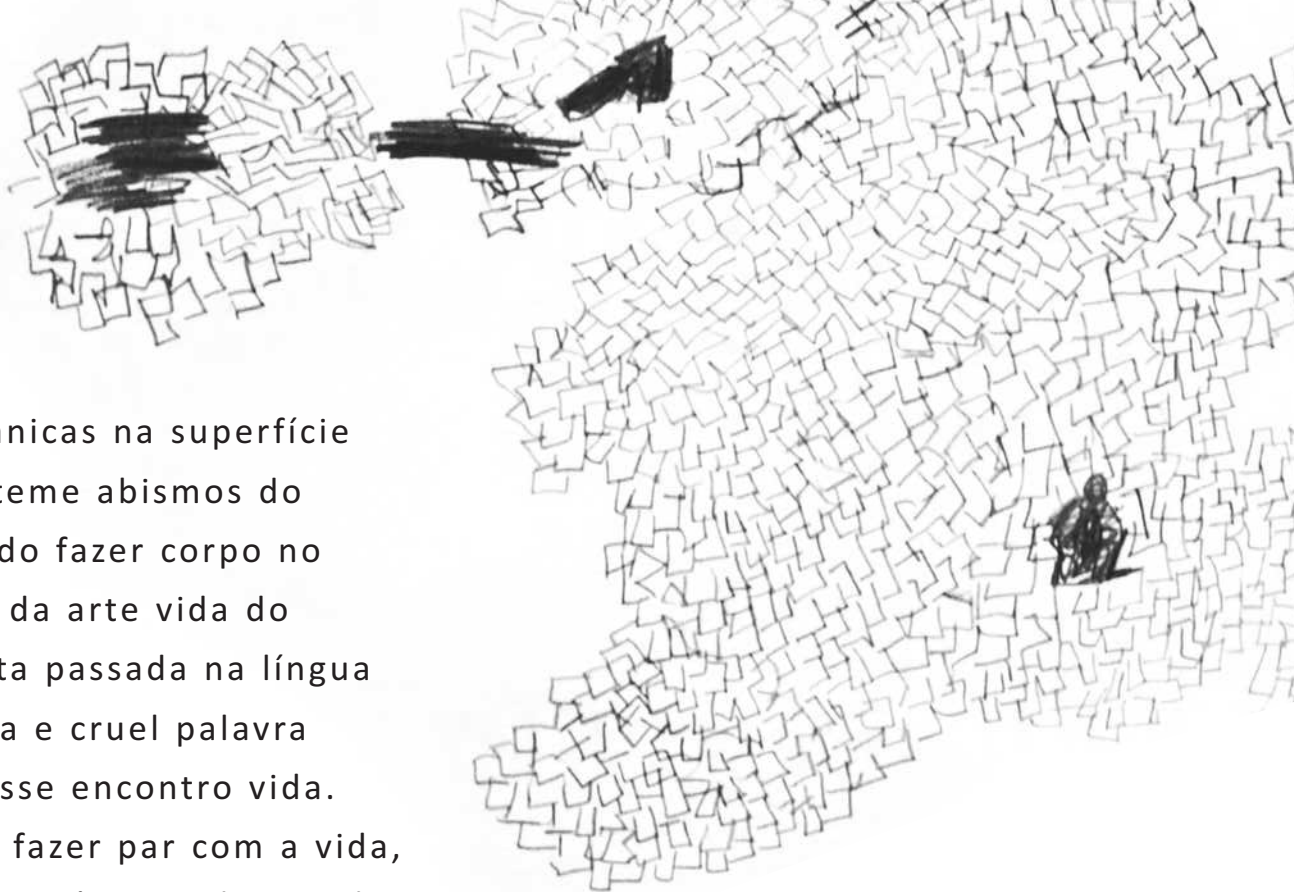 nicas na superfície
teme abismos do
do fazer corpo no
da arte vida do
ta passada na língua
a e cruel palavra
sse encontro vida.
fazer par com a vida,